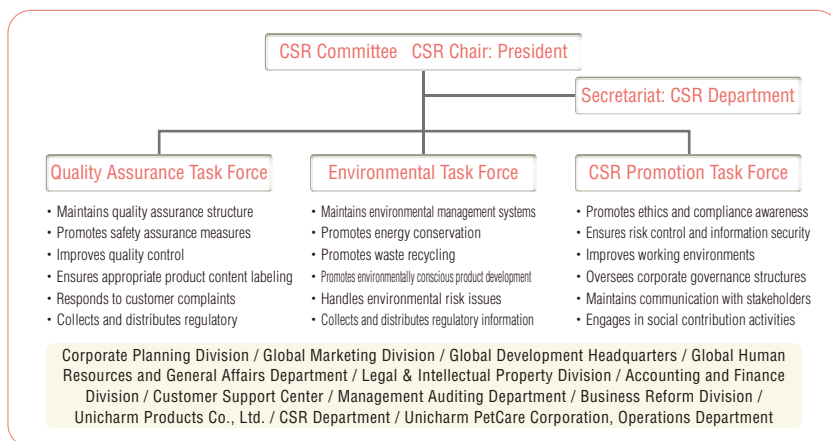 CSR Committee CSR Chair: President
Secretariat: CSR Department
Quality Assurance Task Force
• Maintains quality assurance structure
• Promotes safety assurance measures
• Improves quality control
• Ensures appropriate product content labeling
• Responds to customer complaints
• Collects and distributes regulatory
Environmental Task Force
• Maintains environmental management systems
• Promotes energy conservation
• Promotes waste recycling
• Promotes environmentally conscious product development
• Handles environmental risk issues
• Collects and distributes regulatory information
CSR Promotion Task Force
• Promotes ethics and compliance awareness
• Ensures risk control and information security
• Improves working environments
• Oversees corporate governance structures
• Maintains communication with stakeholders
• Engages in social contribution activities
Corporate Planning Division / Global Marketing Division / Global Development Headquarters / Global Human
Resources and General Affairs Department / Legal & Intellectual Property Division / Accounting and Finance
Division / Customer Support Center / Management Auditing Department / Business Reform Division /
Unicharm Products Co., Ltd. / CSR Department / Unicharm PetCare Corporation, Operations Department